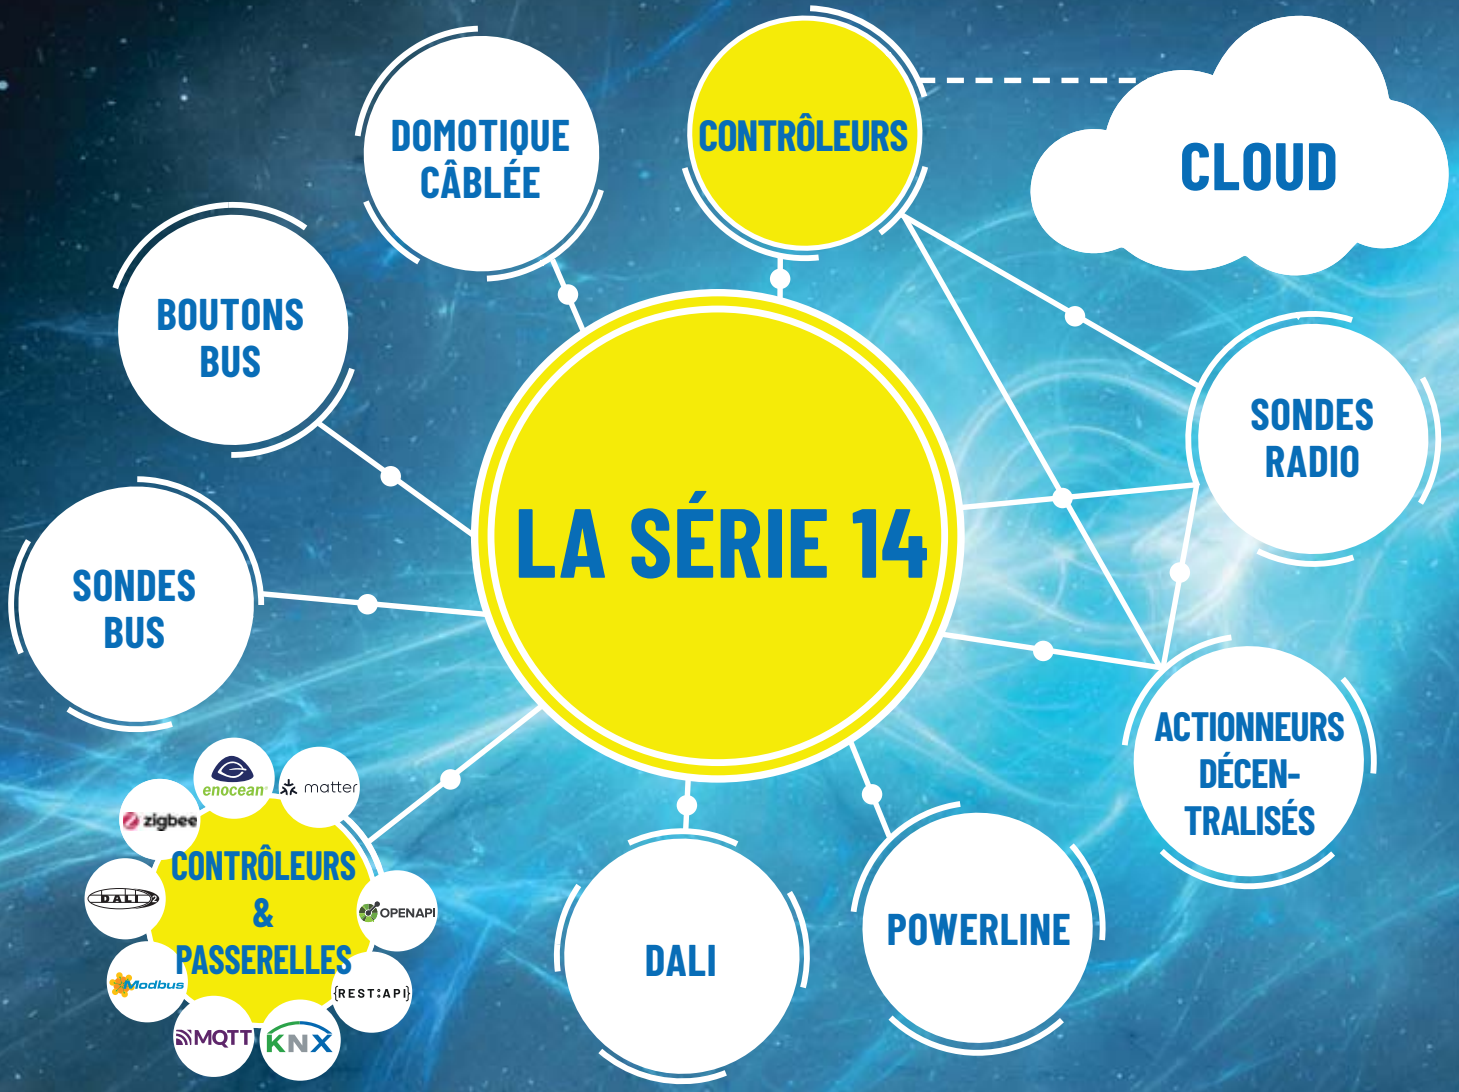 DOMOTIQUE
CÂBLÉE
CONTRÔLEURS
CLOUD
BOUTONS
BUS
SONDES
RADIO
LA SÉRIE 14
SONDES
BUS
ACTIONNEURS
DÉCEN-
TRALISÉS
enocean
matter
zigbee
CONTRÔLEURS
&
PASSERELLES
DALI 2
OPENAPI
Modbus
{REST:API}
MQTT
KNX
DALI
POWERLINE